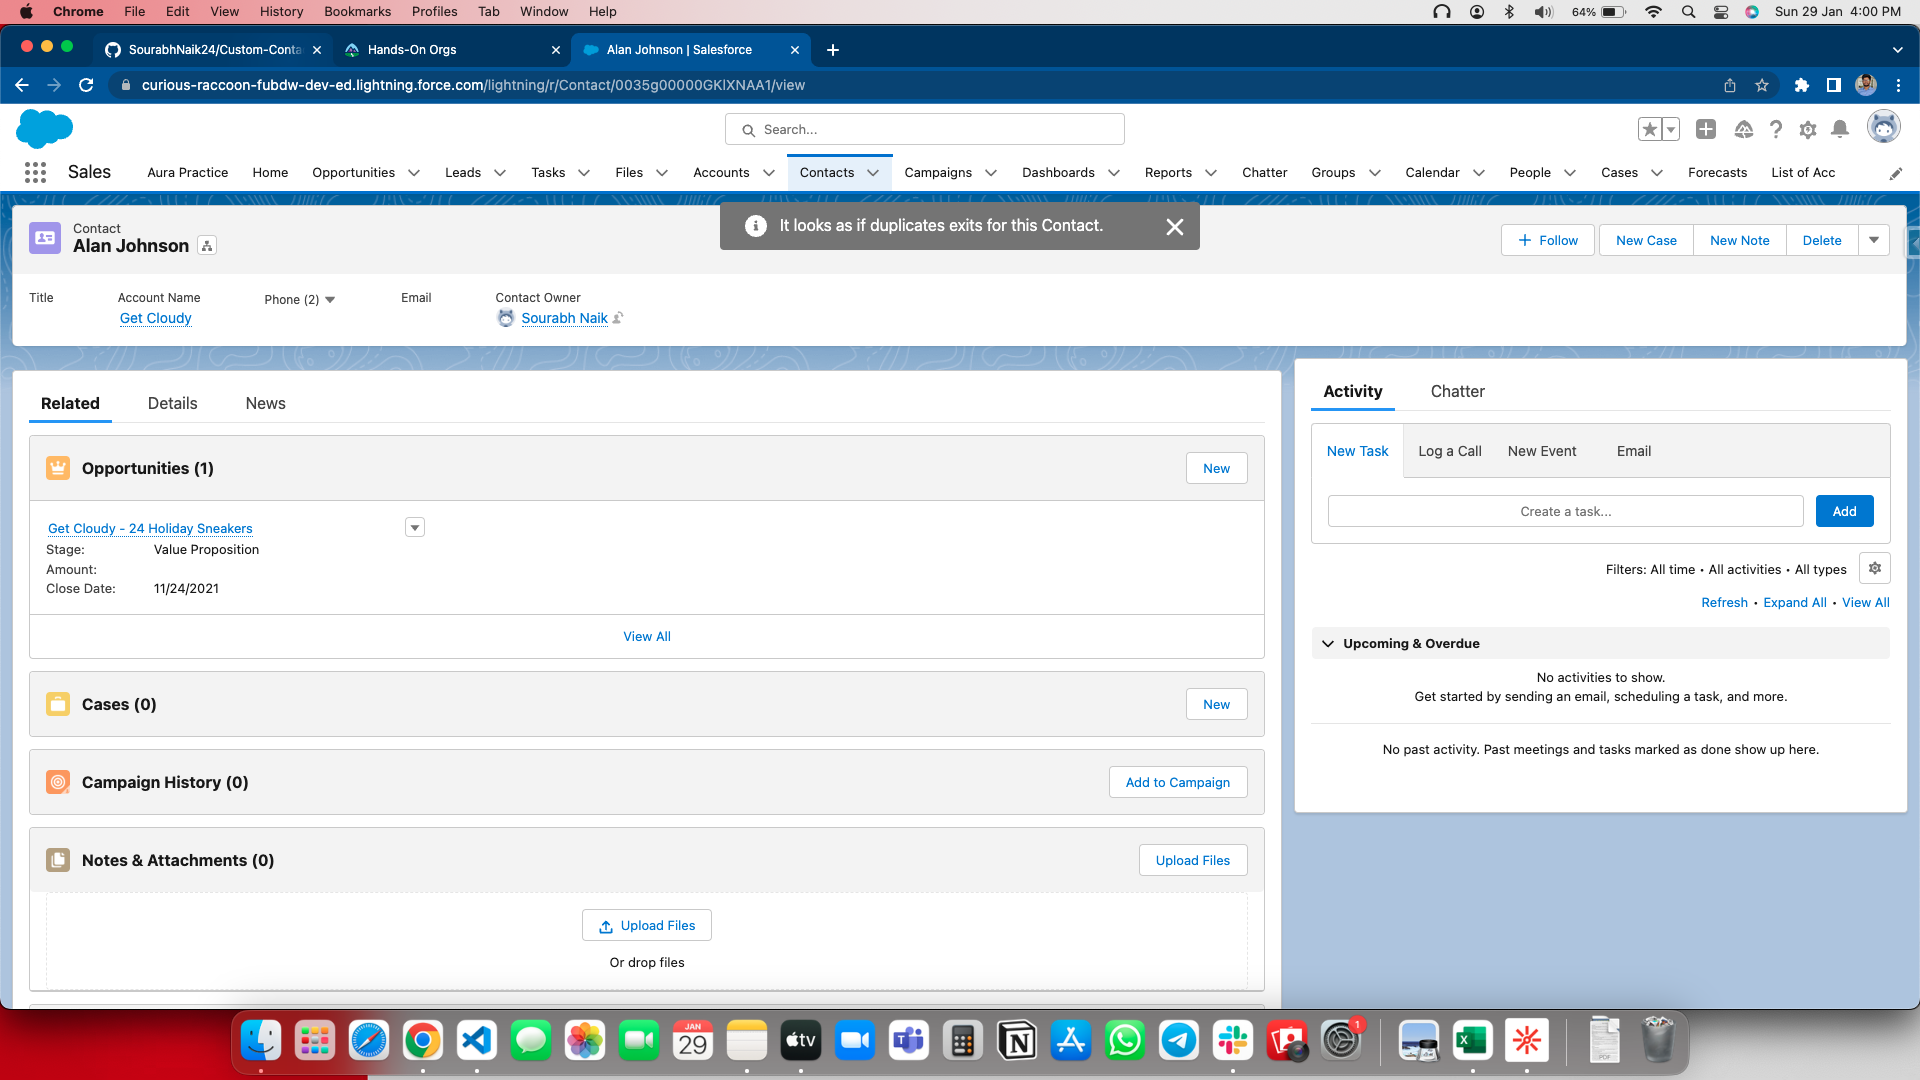 Chrome File Edit View History Bookmarks Profiles Tab Window Help 64% Sun 29 Jan 4:00 PM
SourabhNaik24/Custom-Conta Hands-On Orgs Alan Johnson | Salesforce
curious-raccoon-fubdw-dev-ed.lightning.force.com/lightning/r/Contact/0035g00000GKlXNAA1/view
Search...
Sales Aura Practice Home Opportunities Leads Tasks Files Accounts Contacts Campaigns Dashboards Reports Chatter Groups Calendar People Cases Forecasts List of Acc
It looks as if duplicates exits for this Contact.
Contact
Alan Johnson
Follow New Case New Note Delete
Title Account Name Phone (2) Email Contact Owner
Get Cloudy Sourabh Naik
Related Details News
Opportunities (1) New
Get Cloudy - 24 Holiday Sneakers
Stage: Value Proposition
Amount:
Close Date: 11/24/2021
View All
Cases (0) New
Campaign History (0) Add to Campaign
Notes & Attachments (0) Upload Files
Upload Files
Or drop files
Activity Chatter
New Task Log a Call New Event Email
Create a task... Add
Filters: All time • All activities • All types
Refresh • Expand All • View All
Upcoming & Overdue
No activities to show.
Get started by sending an email, scheduling a task, and more.
No past activity. Past meetings and tasks marked as done show up here.
JAN
29
tv
1
PDF